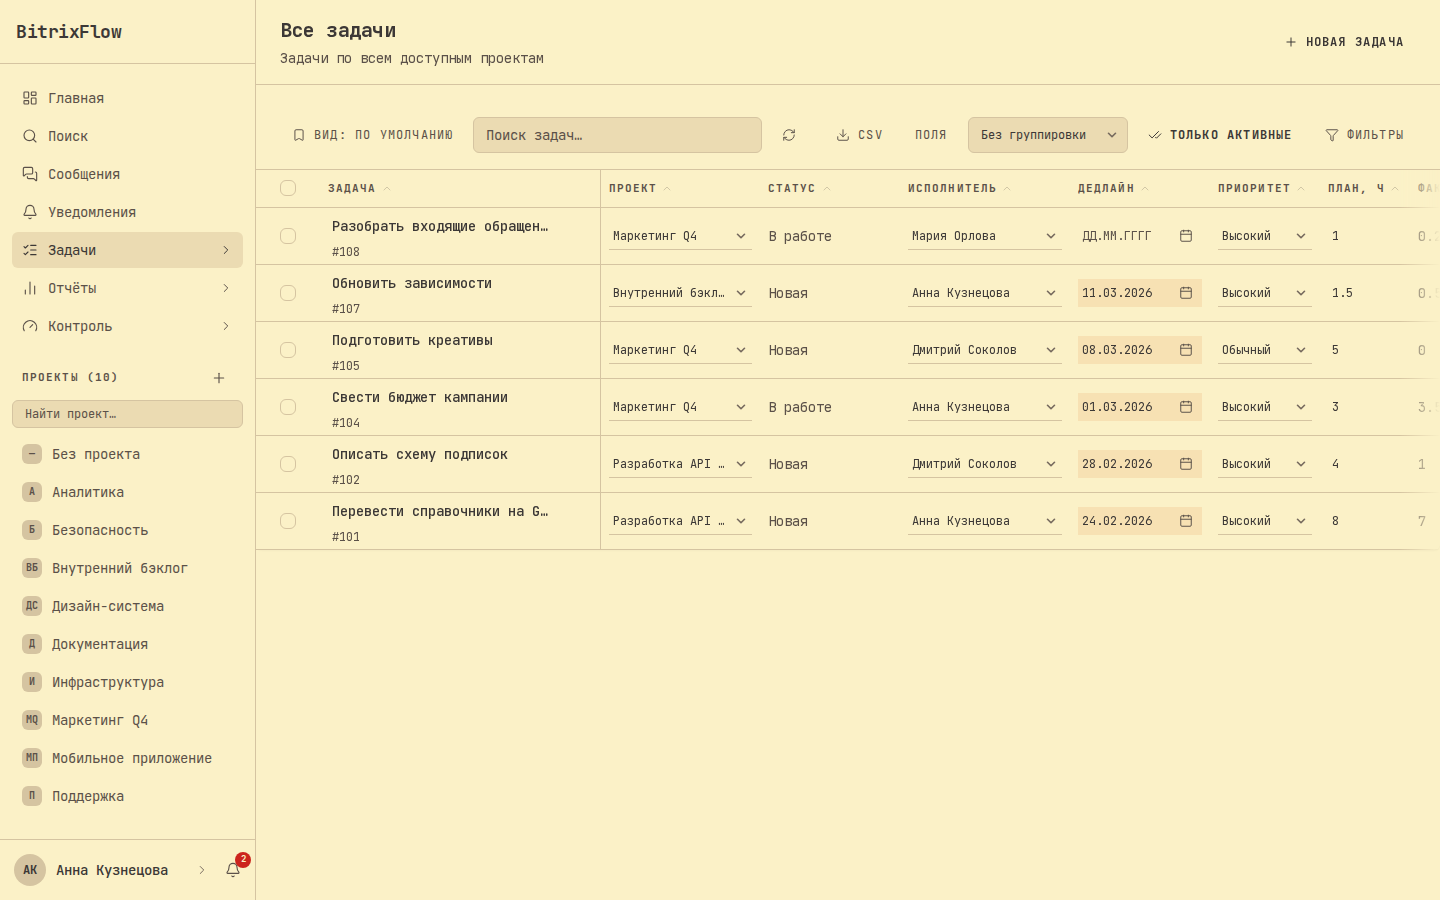 BitrixFlow
Главная
Поиск
Сообщения
Уведомления
Задачи
Отчёты
Контроль
ПРОЕКТЫ (10)
Найти проект…
— Без проекта
А Аналитика
Б Безопасность
ВБ Внутренний бэклог
ДС Дизайн-система
Д Документация
И Инфраструктура
MQ Маркетинг Q4
МП Мобильное приложение
П Поддержка
АК Анна Кузнецова 2
Все задачи
Задачи по всем доступным проектам
НОВАЯ ЗАДАЧА
ВИД: ПО УМОЛЧАНИЮ Поиск задач… CSV ПОЛЯ Без группировки ТОЛЬКО АКТИВНЫЕ ФИЛЬТРЫ
ЗАДАЧА ПРОЕКТ СТАТУС ИСПОЛНИТЕЛЬ ДЕДЛАЙН ПРИОРИТЕТ ПЛАН, Ч
Разобрать входящие обращен…
#108
Маркетинг Q4 В работе Мария Орлова ДД.ММ.ГГГГ Высокий 1
Обновить зависимости
#107
Внутренний бэкл… Новая Анна Кузнецова 11.03.2026 Высокий 1.5
Подготовить креативы
#105
Маркетинг Q4 Новая Дмитрий Соколов 08.03.2026 Обычный 5 0
Свести бюджет кампании
#104
Маркетинг Q4 В работе Анна Кузнецова 01.03.2026 Высокий 3
Описать схему подписок
#102
Разработка API … Новая Дмитрий Соколов 28.02.2026 Высокий 4 1
Перевести справочники на G…
#101
Разработка API … Новая Анна Кузнецова 24.02.2026 Высокий 8 7